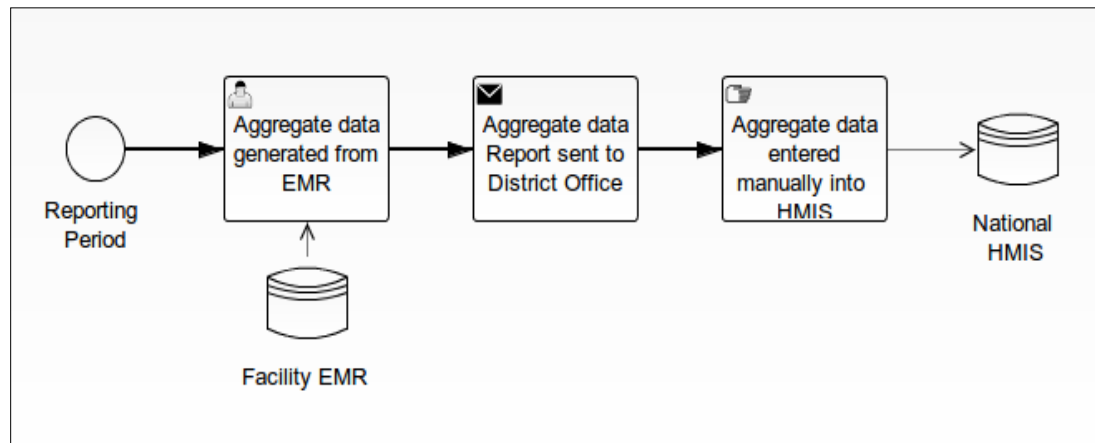 Reporting
Period
Aggregate data
generated from
EMR
Facility EMR
Aggregate data
Report sent to
District Office
Aggregate data
entered
manually into
HMIS
National
HMIS